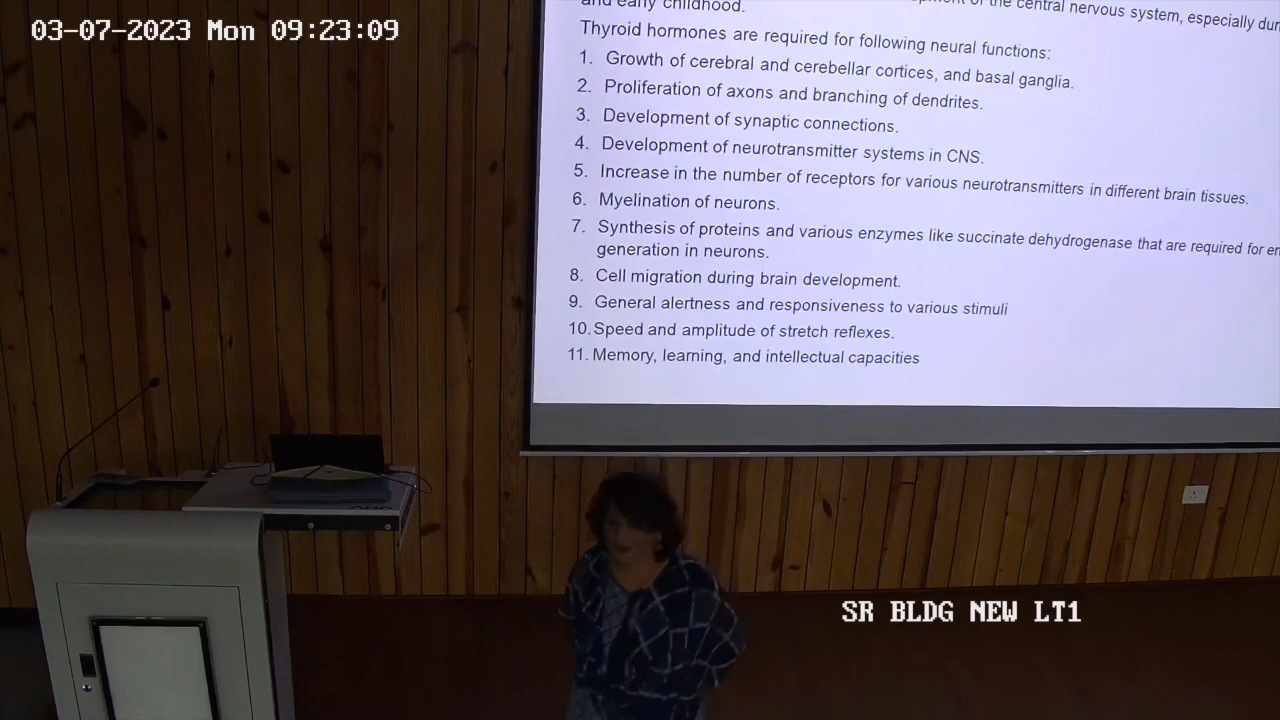 03-07-2023 Mon 09:23:09
of the central nervous system, especially
and early childhood.
Thyroid hormones are required for following neural functions:
1. Growth of cerebral and cerebellar cortices, and basal ganglia.
2. Proliferation of axons and branching of dendrites.
3. Development of synaptic connections.
4. Development of neurotransmitter systems in CNS.
5. Increase in the number of receptors for various neurotransmitters in different brain tissues.
6. Myelination of neurons.
7. Synthesis of proteins and various enzymes like succinate dehydrogenase that are required for
generation in neurons.
8. Cell migration during brain development.
9. General alertness and responsiveness to various stimuli
10. Speed and amplitude of stretch reflexes.
11. Memory, learning, and intellectual capacities
SR BLDG NEW LT1